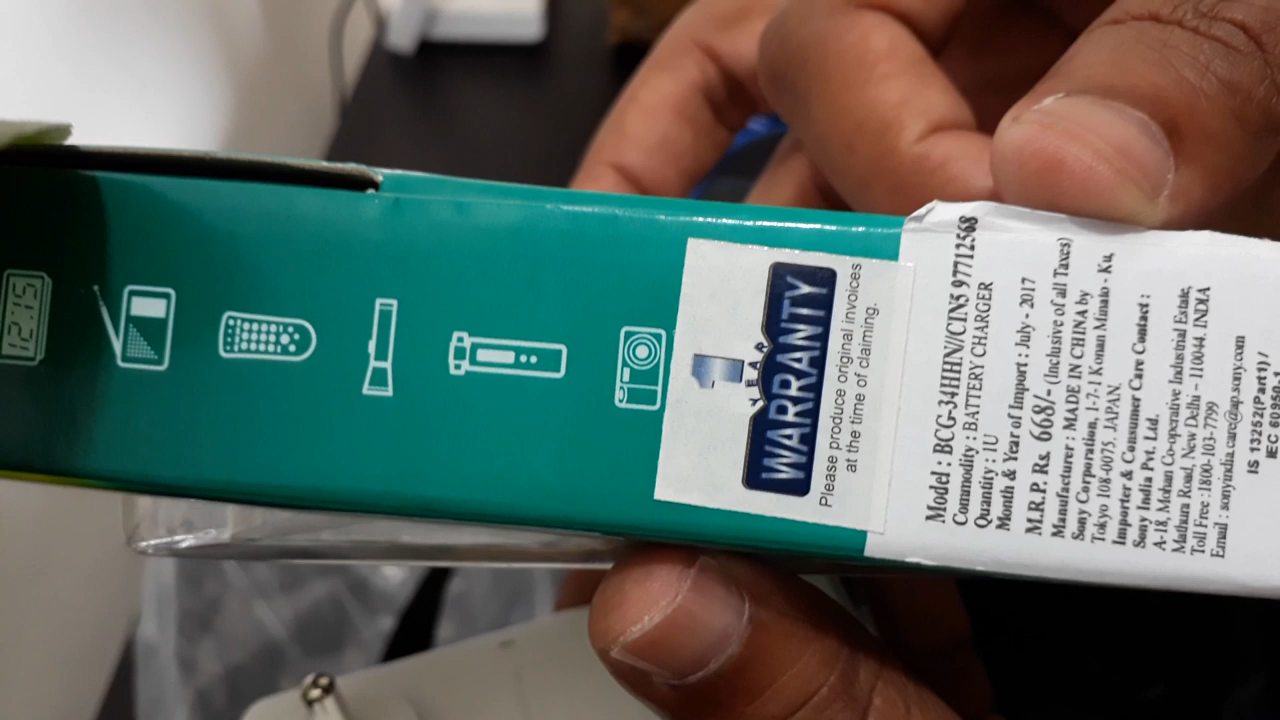 12:15
1
YEAR
WARRANTY
Please produce original invoices
at the time of claiming.
Model : BCG-34HHN/CIN5 97712568
Commodity : BATTERY CHARGER
Quantity : 1U
Month & Year of Import : July - 2017
M.R.P. Rs. 668/- (Inclusive of all Taxes)
Manufacturer : MADE IN CHINA by
Sony Corporation, 1-7-1 Konan Minato - Ku,
Tokyo 108-0075, JAPAN.
Importer & Consumer Care Contact :
Sony India Pvt. Ltd.
A-18, Mohan Co-operative Industrial Estate,
Mathura Road, New Delhi – 110044, INDIA
Toll Free :1800-103-7799
Email : sonyindia.care@ap.sony.com
IS 13252(Part1) /
IEC 60950-1